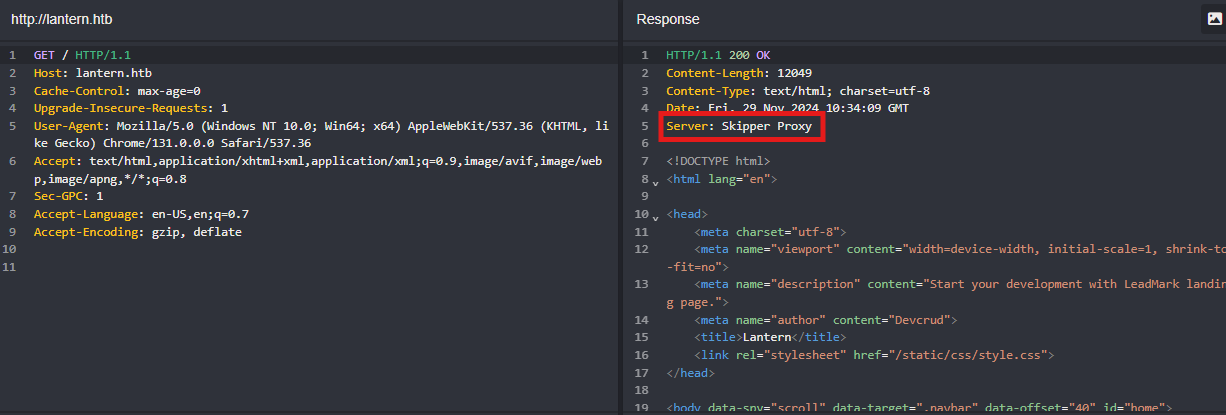 http://lantern.htb
1 GET / HTTP/1.1
2 Host: lantern.htb
3 Cache-Control: max-age=0
4 Upgrade-Insecure-Requests: 1
5 User-Agent: Mozilla/5.0 (Windows NT 10.0; Win64; x64) AppleWebKit/537.36 (KHTML, li
ke Gecko) Chrome/131.0.0.0 Safari/537.36
6 Accept: text/html,application/xhtml+xml,application/xml;q=0.9,image/avif,image/web
p,image/apng,*/*;q=0.8
7 Sec-GPC: 1
8 Accept-Language: en-US,en;q=0.7
9 Accept-Encoding: gzip, deflate
10
11
Response
1 HTTP/1.1 200 OK
2 Content-Length: 12049
3 Content-Type: text/html; charset=utf-8
4 Date: Fri, 29 Nov 2024 10:34:09 GMT
5 Server: Skipper Proxy
6
7 <!DOCTYPE html>
8 <html lang="en">
9
10 <head>
11 <meta charset="utf-8">
12 <meta name="viewport" content="width=device-width, initial-scale=1, shrink-to
-fit=no">
13 <meta name="description" content="Start your development with LeadMark landin
g page.">
14 <meta name="author" content="Devcrud">
15 <title>Lantern</title>
16 <link rel="stylesheet" href="/static/css/style.css">
17 </head>
18
19 <body data-spy="scroll" data-target=".navbar" data-offset="40" id="home">